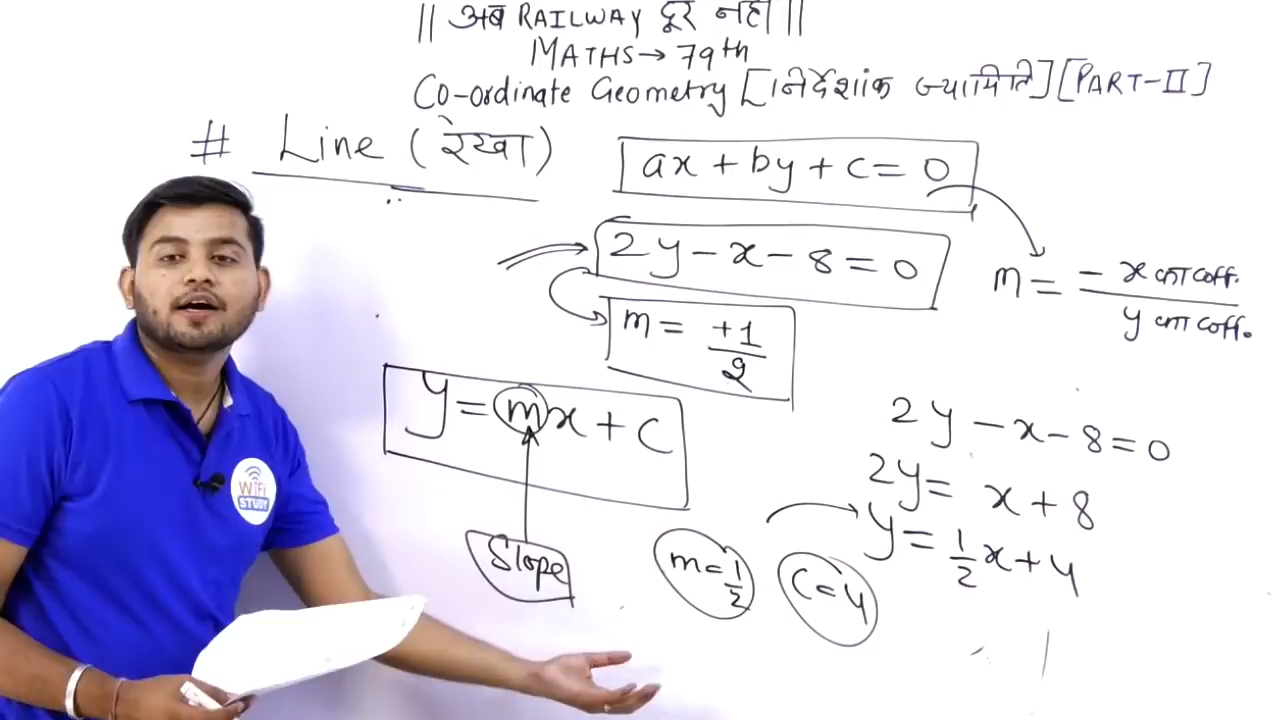 || अब RAILWAY दूर नहीं ||
MATHS→ 79th
Co-ordinate Geometry [निर्देशांक ज्यामिति] [PART-II]
# Line (रेखा)
ax + by + c = 0
2y - x - 8 = 0
m = - x का coff. / y का coff.
m = +1/2
y = mx + c
Slope
2y - x - 8 = 0
2y = x + 8
y = 1/2 x + 4
m = 1/2
c = 4
WiFi
STUDY